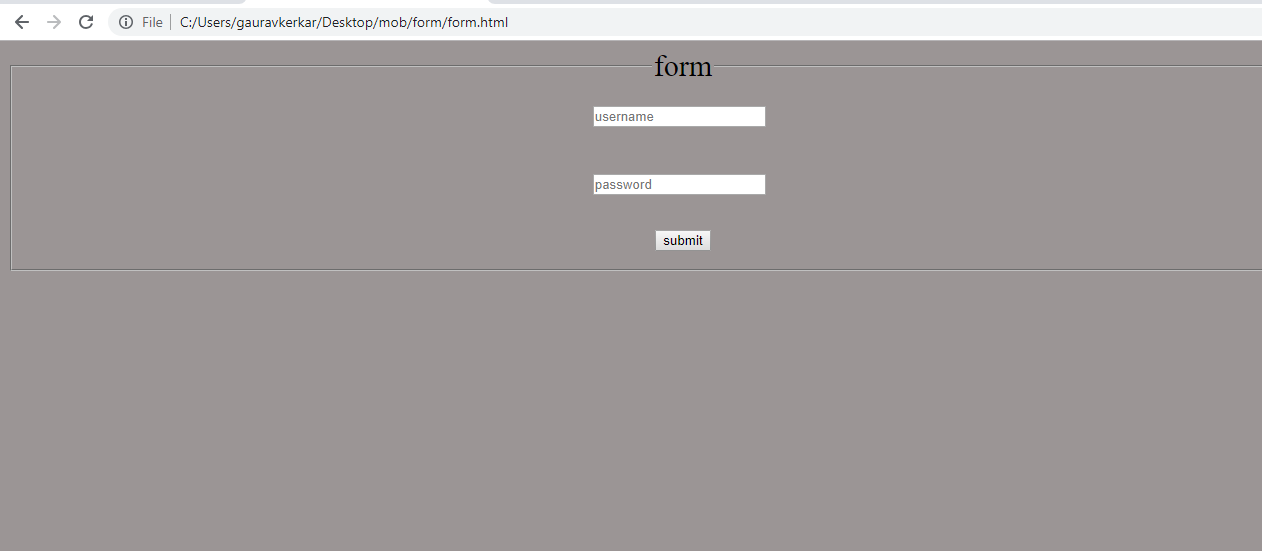 File C:/Users/gauravkerkar/Desktop/mob/form/form.html
form
username
password
submit